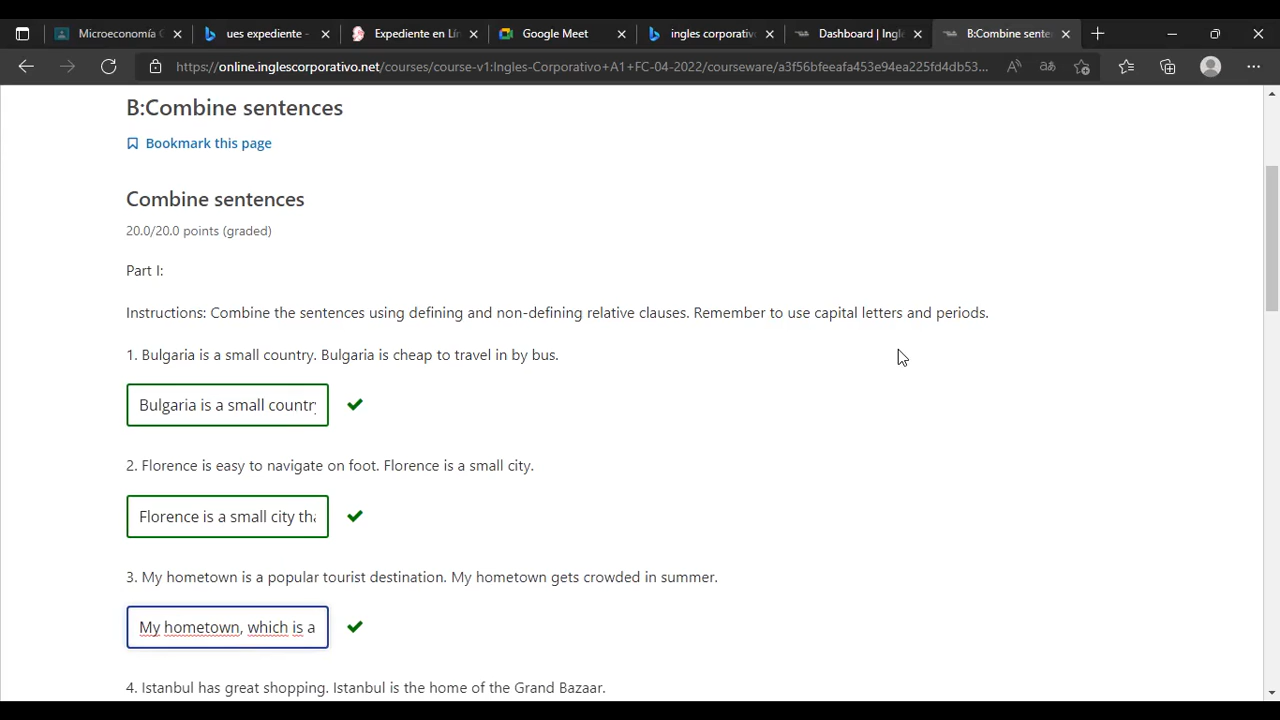 Microeconomía
ues expediente -
Expediente en Lín
Google Meet
ingles corporativ
Dashboard | Ingle
B:Combine sente
https://online.inglescorporativo.net/courses/course-v1:Ingles-Corporativo+A1+FC-04-2022/courseware/a3f56bfeeafa453e94ea225fd4db53...
B:Combine sentences
Bookmark this page
Combine sentences
20.0/20.0 points (graded)
Part I:
Instructions: Combine the sentences using defining and non-defining relative clauses. Remember to use capital letters and periods.
1. Bulgaria is a small country. Bulgaria is cheap to travel in by bus.
Bulgaria is a small country
2. Florence is easy to navigate on foot. Florence is a small city.
Florence is a small city tha
3. My hometown is a popular tourist destination. My hometown gets crowded in summer.
My hometown, which is a
4. Istanbul has great shopping. Istanbul is the home of the Grand Bazaar.